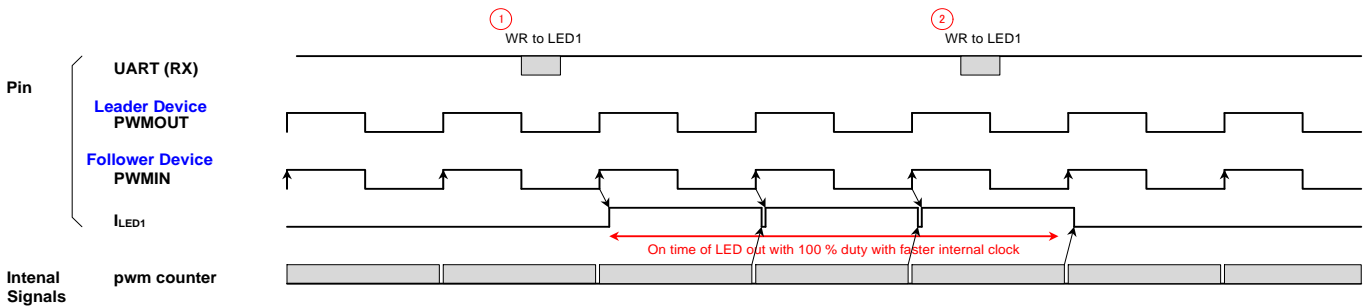 1
WR to LED1
2
WR to LED1
Pin
UART (RX)
Leader Device
PWMOUT
Follower Device
PWMIN
ILED1
On time of LED out with 100 % duty with faster internal clock
Intenal
Signals
pwm counter